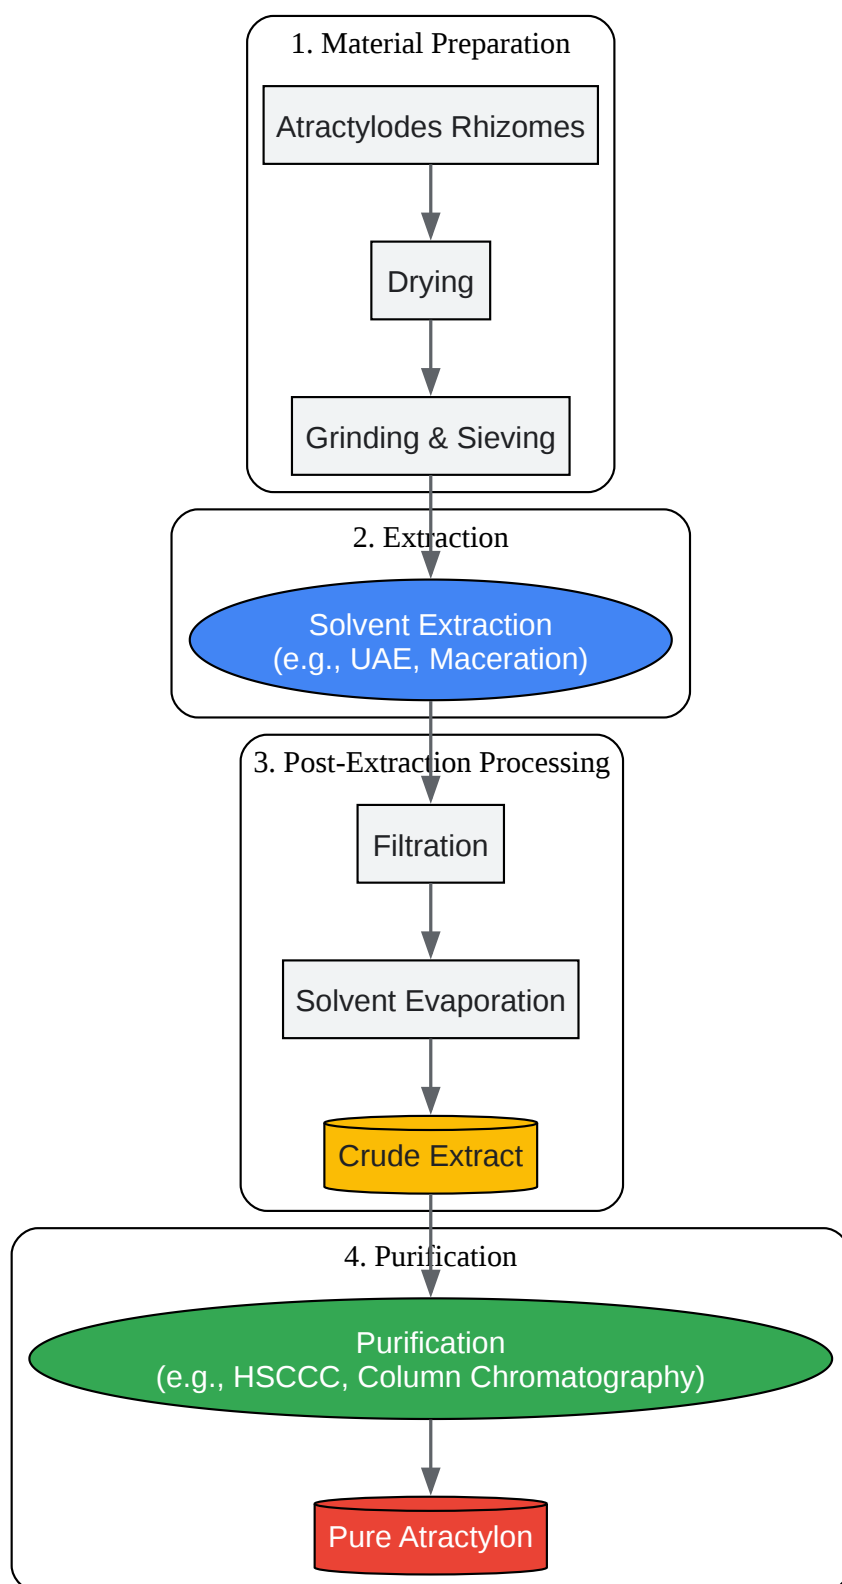 1. Material Preparation
Atractylodes Rhizomes
Drying
Grinding & Sieving
2. Extraction
Solvent Extraction
(e.g., UAE, Maceration)
3. Post-Extraction Processing
Filtration
Solvent Evaporation
Crude Extract
4. Purification
Purification
(e.g., HSCCC, Column Chromatography)
Pure Atractylon